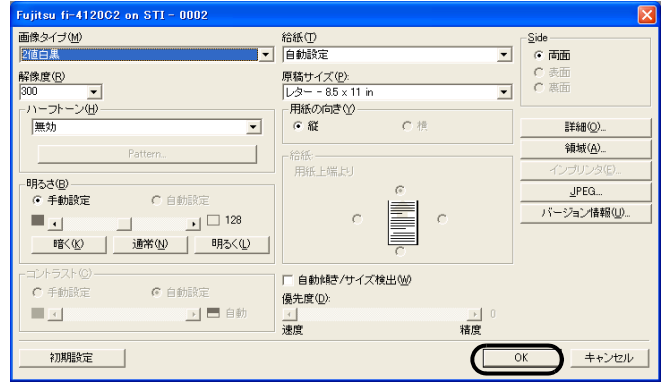 Fujitsu fi-4120C2 on STI - 0002
画像タイプ(M)
2値白黒
解像度(R)
300
ハーフトーン(H)
無効
Pattern...
明るさ(B)
手動設定
自動設定
128
暗く(K)
通常(N)
明るく(L)
コントラスト(C)
手動設定
自動設定
自動
初期設定
給紙(T)
自動設定
原稿サイズ(P):
レター - 8.5 x 11 in
用紙の向き(Y)
縦
横
給紙:
用紙上端より
自動傾き/サイズ検出(W)
優先度(D):
0
速度
精度
Side
両面
表面
裏面
詳細(O)...
領域(A)...
インプリンタ(E)...
JPEG...
バージョン情報(U)...
OK
キャンセル